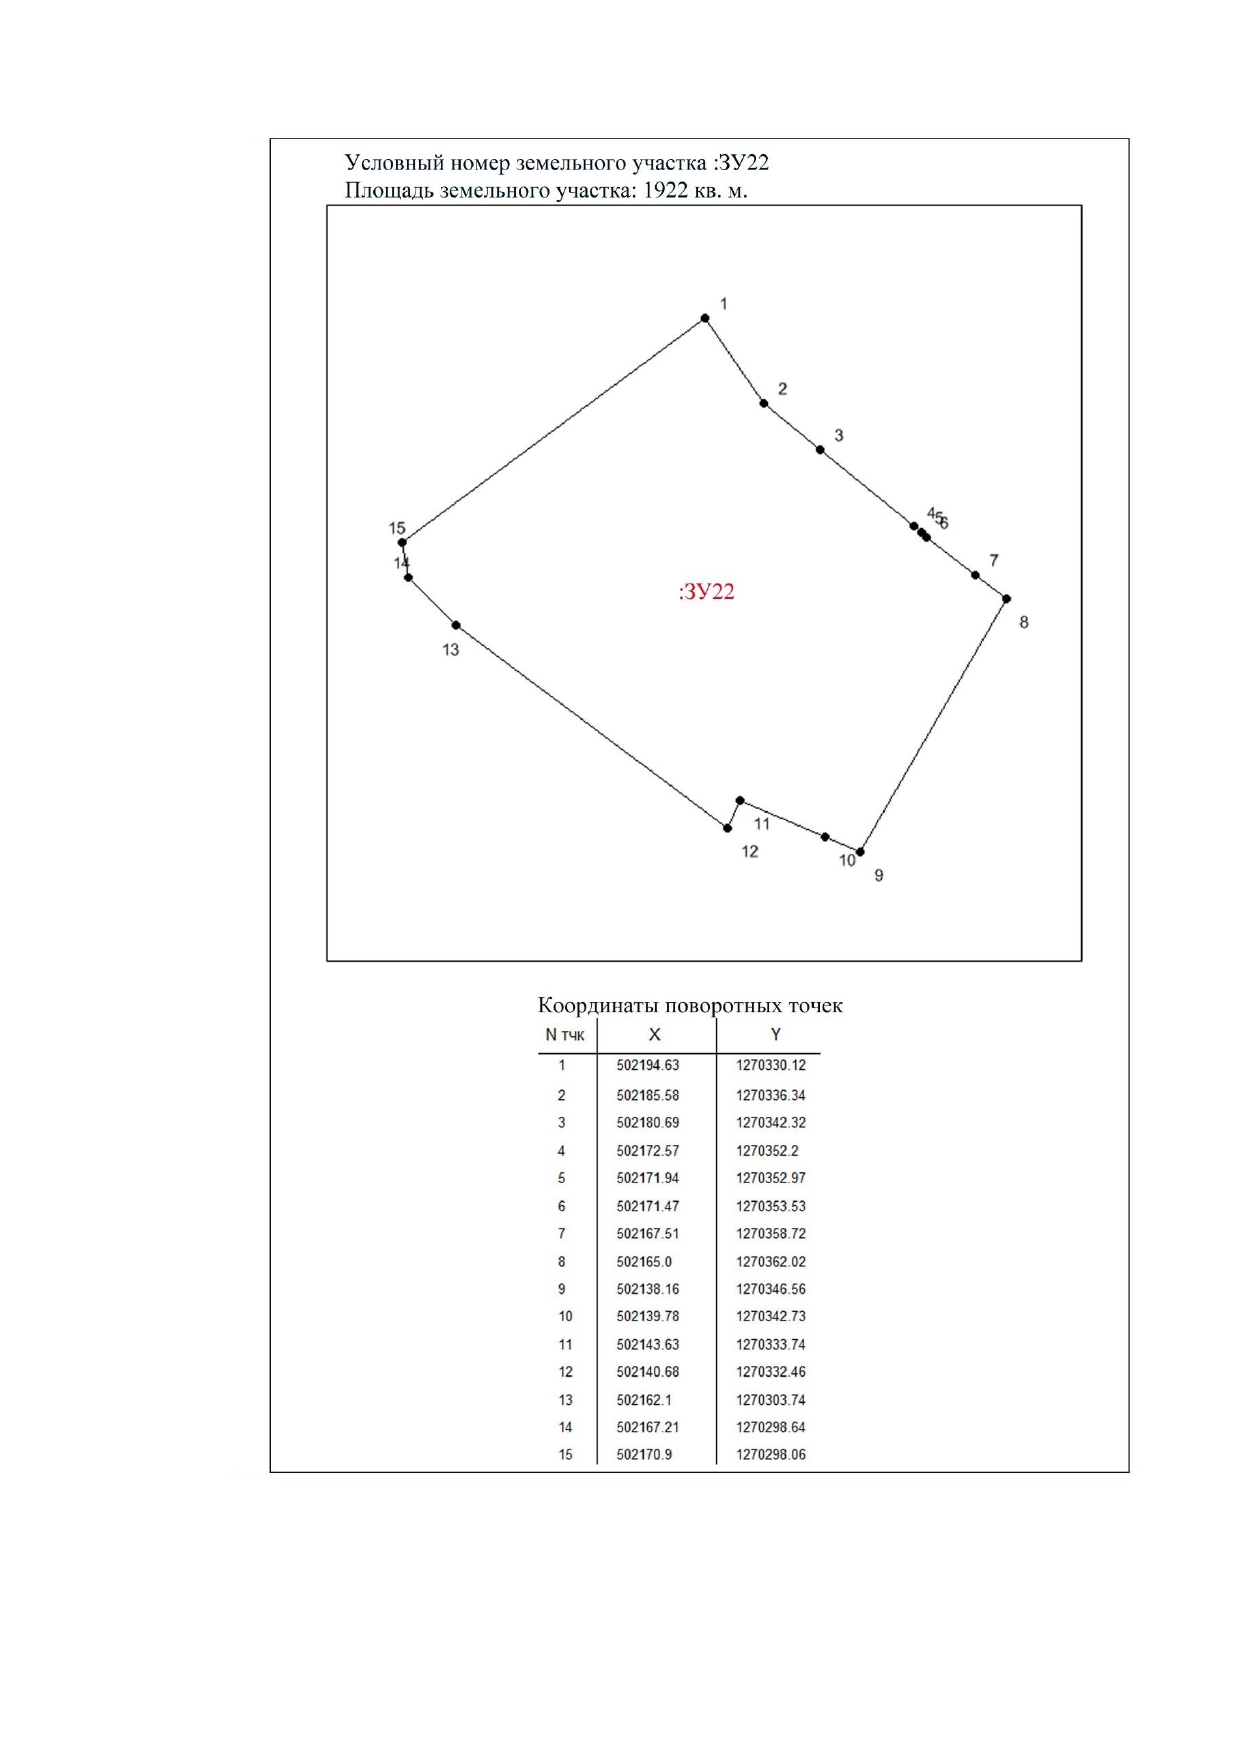 Условный номер земельного участка :ЗУ22
Площадь земельного участка: 1922 кв. м.
1
2
3
4
5
6
7
8
15
14
:ЗУ22
13
11
12
10
9
Координаты поворотных точек
N тчк X Y
1 502194.63 1270330.12
2 502185.58 1270336.34
3 502180.69 1270342.32
4 502172.57 1270352.2
5 502171.94 1270352.97
6 502171.47 1270353.53
7 502167.51 1270358.72
8 502165.0 1270362.02
9 502138.16 1270346.56
10 502139.78 1270342.73
11 502143.63 1270333.74
12 502140.68 1270332.46
13 502162.1 1270303.74
14 502167.21 1270298.64
15 502170.9 1270298.06